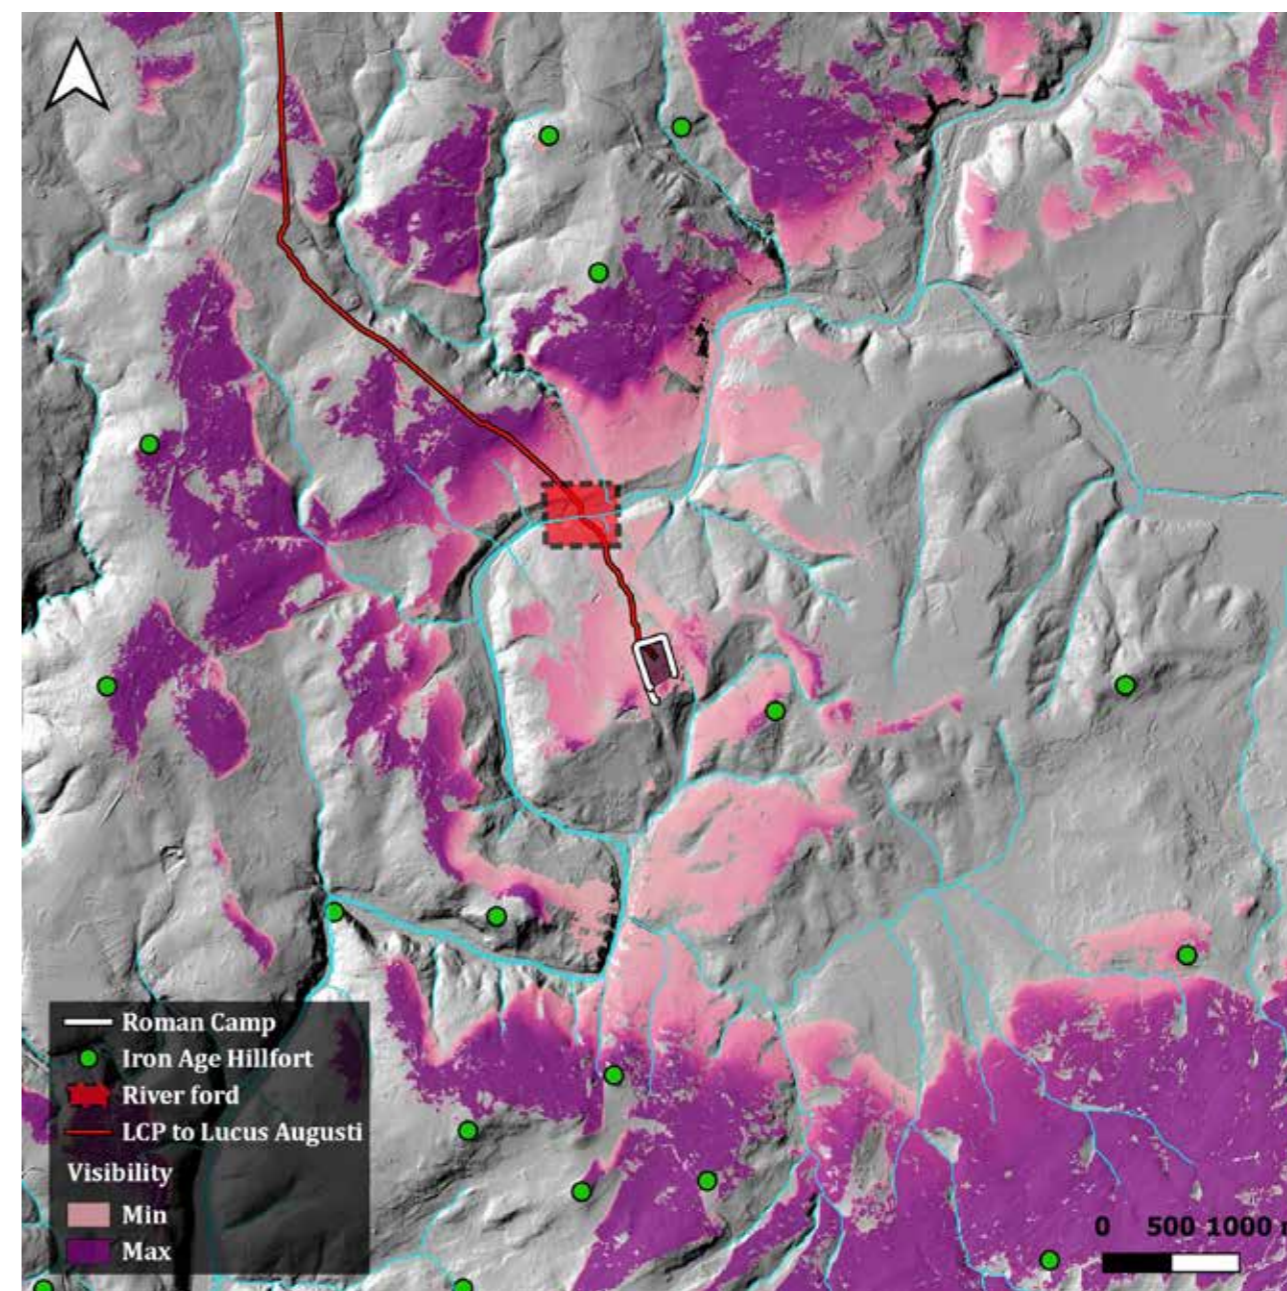 Roman Camp
Iron Age Hillfort
River ford
LCP to Lucus Augusti
Visibility
Min
Max
0 500 1000